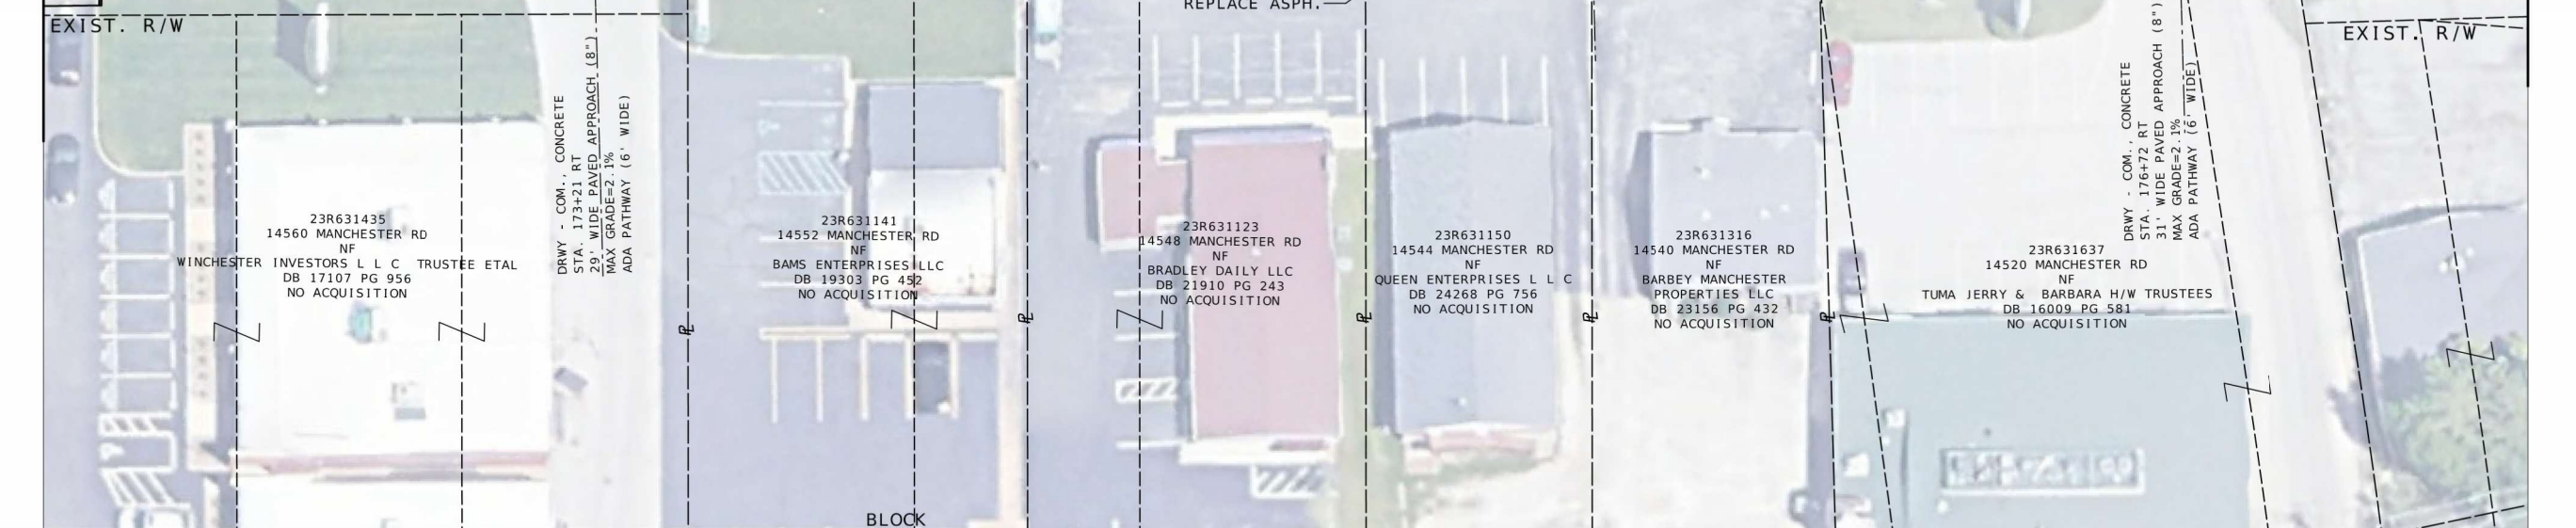 REPLACE ASPH.
EXIST. R/W
EXIST. R/W
23R631435
14560 MANCHESTER RD
NF
WINCHESTER INVESTORS L L C TRUSTEE ETAL
DB 17107 PG 956
NO ACQUISITION
DRWY - COM., CONCRETE
STA. 173+21 RT
29' WIDE PAVED APPROACH (8")
MAX GRADE=2.1%
ADA PATHWAY (6' WIDE)
PL
23R631141
14552 MANCHESTER RD
NF
BAMS ENTERPRISES LLC
DB 19303 PG 452
NO ACQUISITION
PL
23R631123
14548 MANCHESTER RD
NF
BRADLEY DAILY LLC
DB 21910 PG 243
NO ACQUISITION
PL
23R631150
14544 MANCHESTER RD
NF
QUEEN ENTERPRISES L L C
DB 24268 PG 756
NO ACQUISITION
PL
23R631316
14540 MANCHESTER RD
NF
BARBEY MANCHESTER
PROPERTIES LLC
DB 23156 PG 432
NO ACQUISITION
PL
23R631637
14520 MANCHESTER RD
NF
TUMA JERRY & BARBARA H/W TRUSTEES
DB 16009 PG 581
NO ACQUISITION
DRWY - COM., CONCRETE
STA. 176+72 RT
31' WIDE PAVED APPROACH (8")
MAX GRADE=2.1%
ADA PATHWAY (6' WIDE)
BLOCK